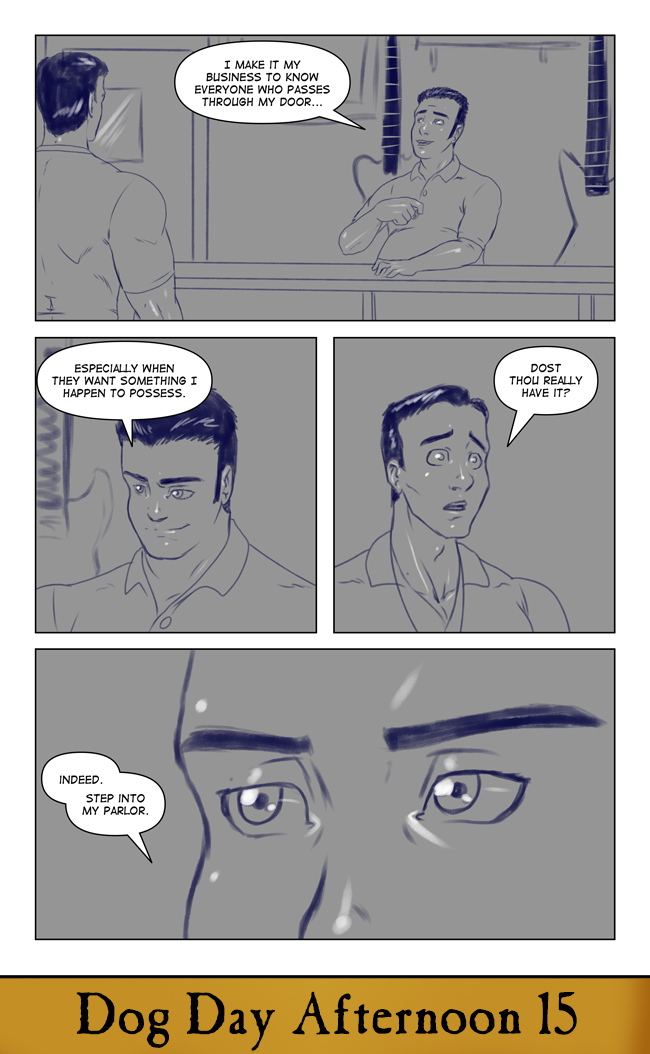 I MAKE IT MY
BUSINESS TO KNOW
EVERYONE WHO PASSES
THROUGH MY DOOR...
ESPECIALLY WHEN
THEY WANT SOMETHING I
HAPPEN TO POSSESS.
DOST
THOU REALLY
HAVE IT?
INDEED.
STEP INTO
MY PARLOR.
Dog Day Afternoon 15